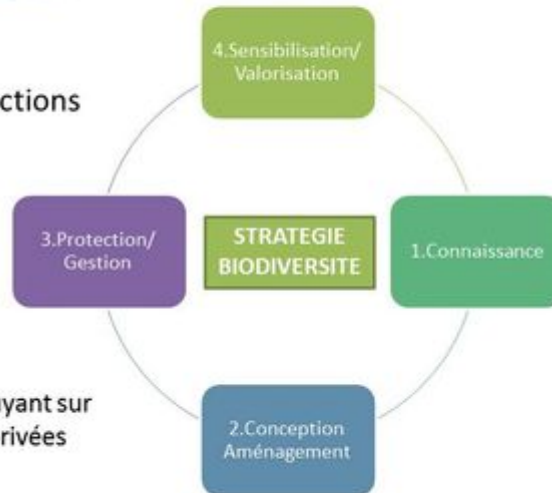 4.Sensibilisation/
Valorisation
ctions
3.Protection/
Gestion
STRATEGIE
BIODIVERSITE
1.Connaissance
yant sur
rivées
2.Conception
Aménagement